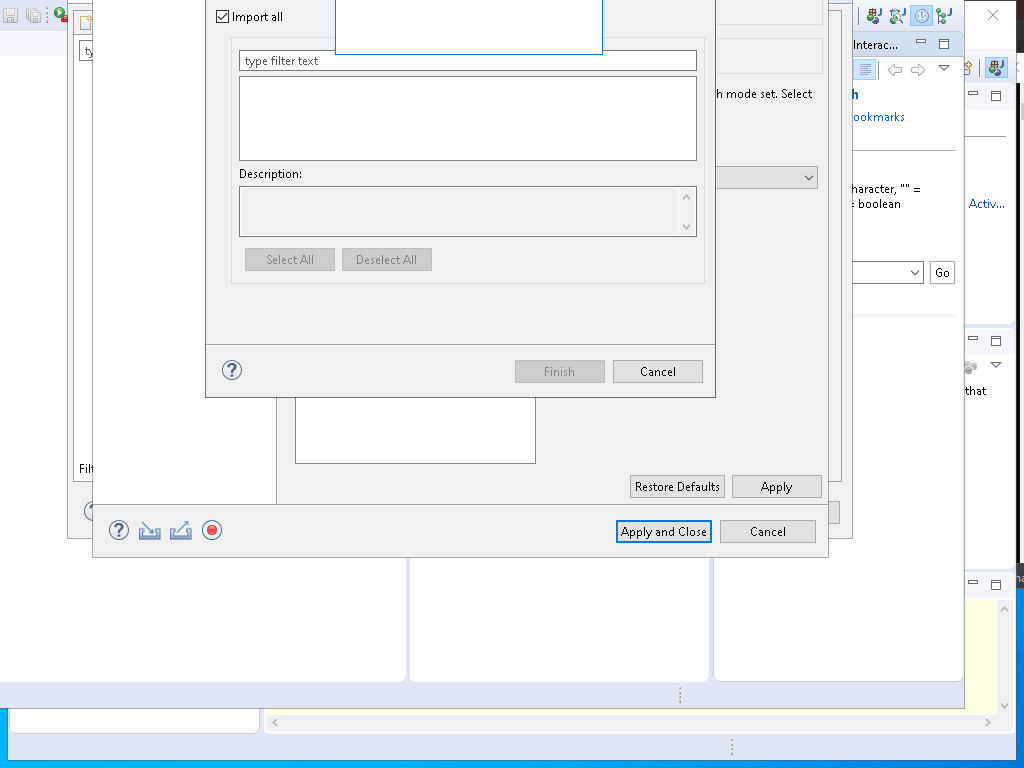 Import all
type filter text
Description:
Select All
Deselect All
Finish
Cancel
Restore Defaults
Apply
Apply and Close
Cancel
h mode set. Select
Interac...
h
ookmarks
haracter, "" =
= boolean
Go
Activ...
that
ty
Filt